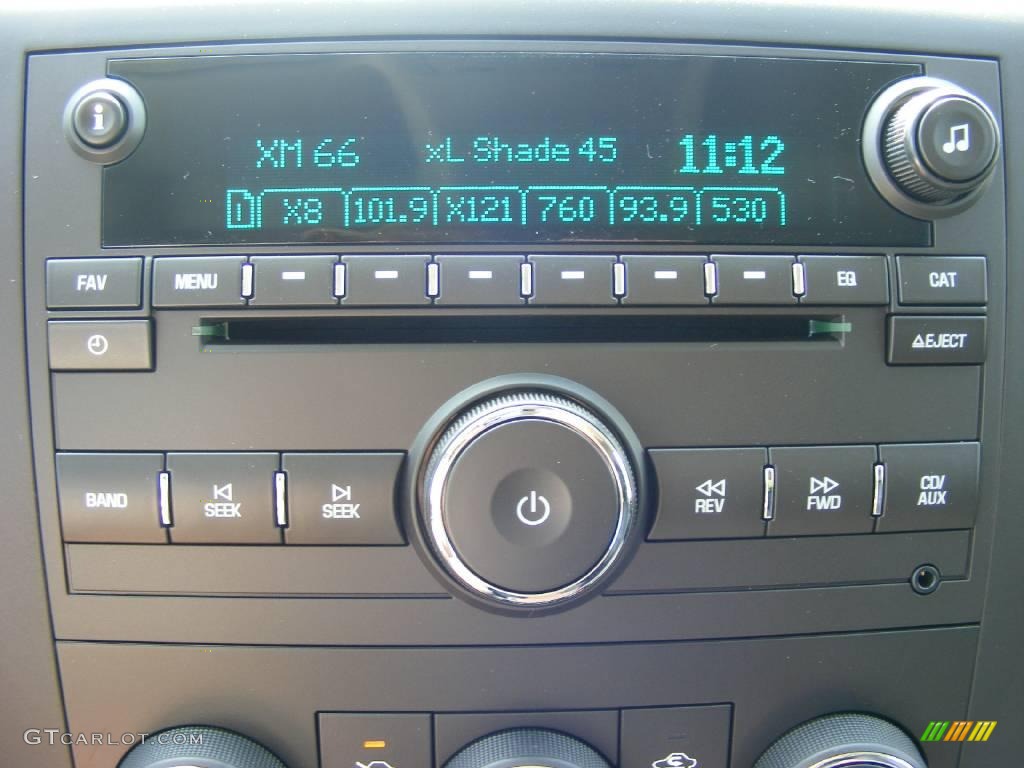 XM 66 xL Shade 45 11:12
1 X8 101.9 X121 760 93.9 530
FAV MENU EQ CAT
EJECT
BAND SEEK SEEK REV FWD CD/AUX
GTCARLOT.COM